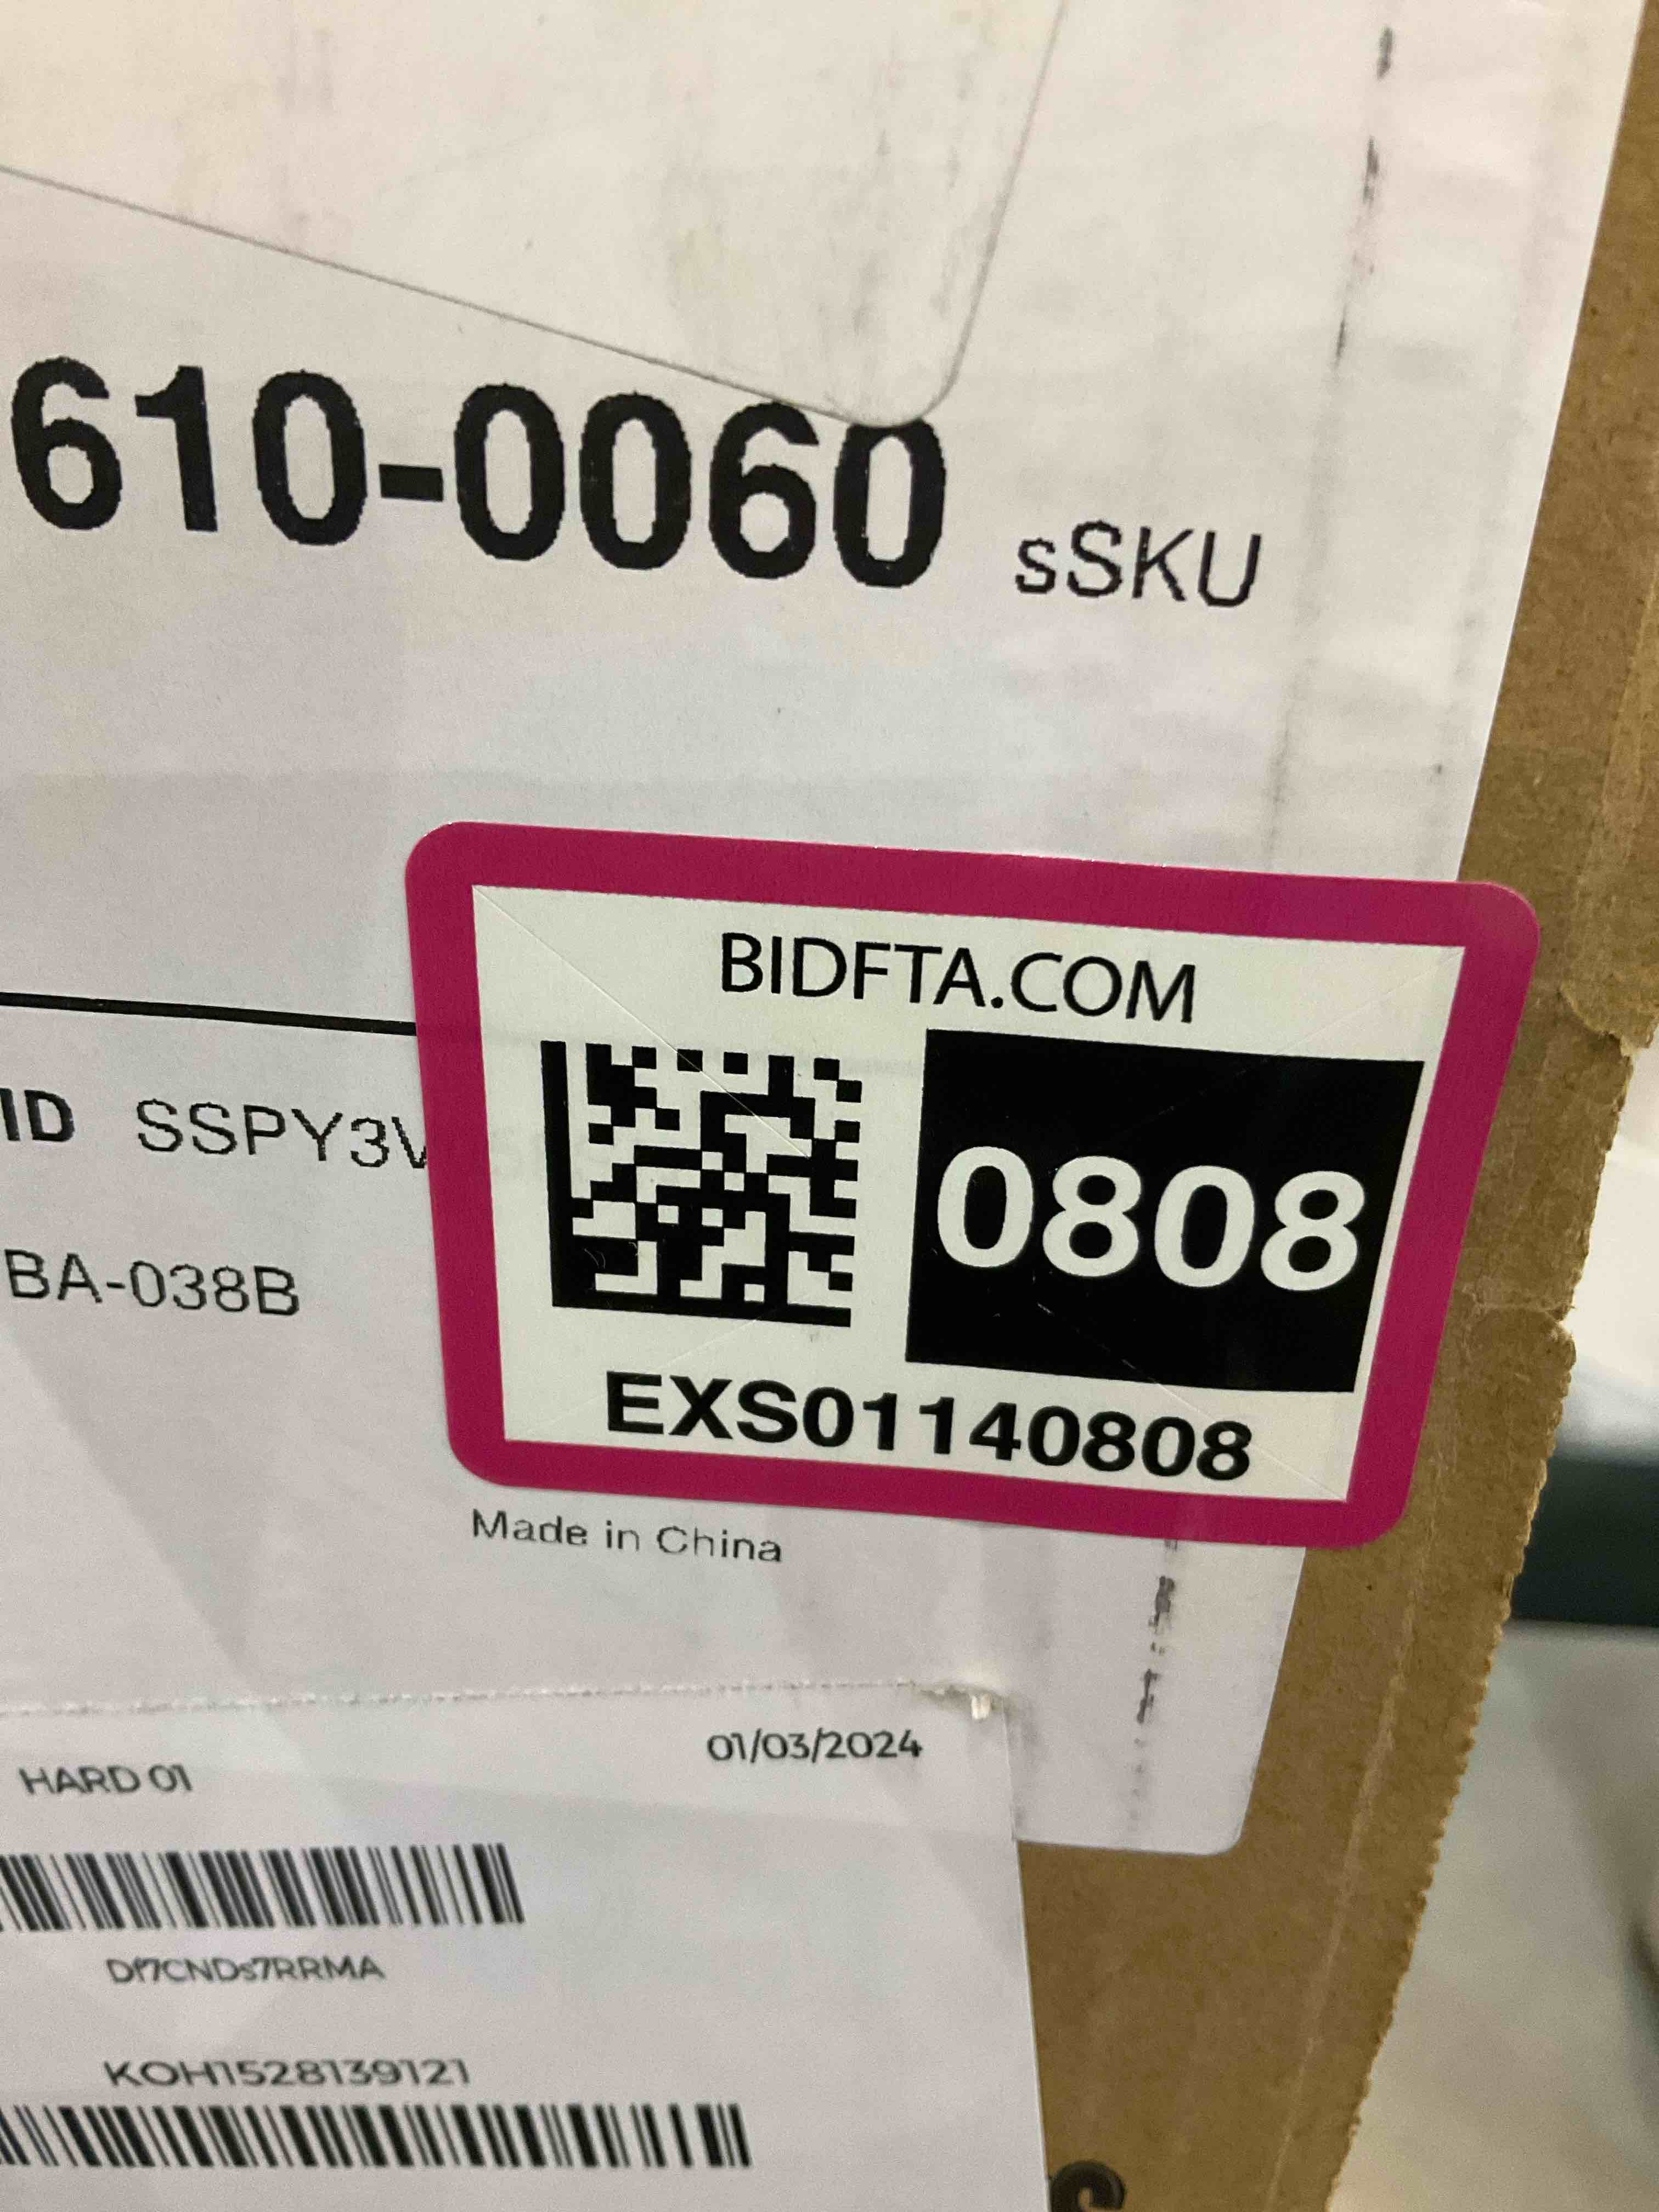 610-0060 sSKU
BIDFTA.COM
ID SSPY3V
0808
BA-038B
EXS01140808
Made in China
01/03/2024
HARD 01
Df7CNDs7RRMA
KOH1528139121
s